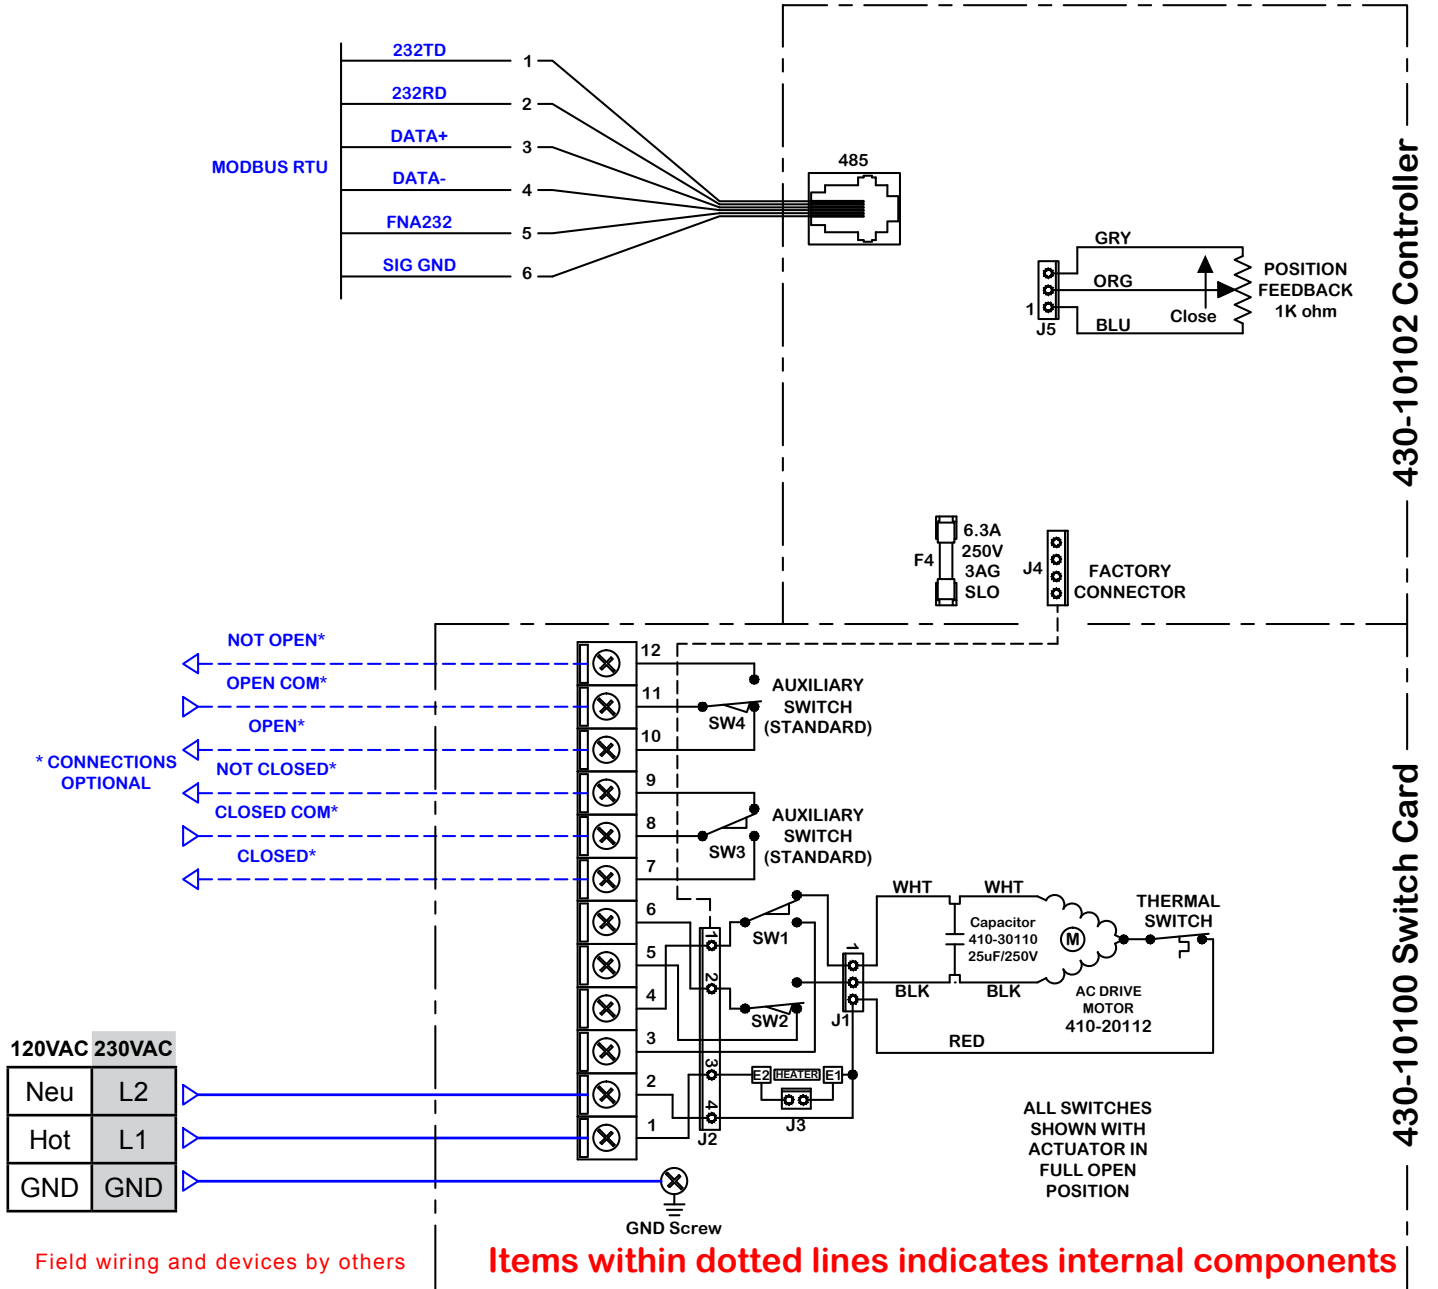 232TD
1
232RD
2
DATA+
3
MODBUS RTU
DATA-
4
FNA232
5
SIG GND
6
485
GRY
ORG
BLU
1
J5
Close
POSITION
FEEDBACK
1K ohm
430-10102 Controller
F4
6.3A
250V
3AG
SLO
J4
FACTORY
CONNECTOR
NOT OPEN*
12
OPEN COM*
11
OPEN*
10
* CONNECTIONS
OPTIONAL
NOT CLOSED*
9
CLOSED COM*
8
CLOSED*
7
6
5
4
3
2
1
SW4
AUXILIARY
SWITCH
(STANDARD)
SW3
AUXILIARY
SWITCH
(STANDARD)
SW1
SW2
1
2
3
4
J2
E2
HEATER
E1
J3
1
J1
WHT
WHT
Capacitor
410-30110
25uF/250V
BLK
BLK
M
AC DRIVE
MOTOR
410-20112
THERMAL
SWITCH
RED
430-10100 Switch Card
120VAC
230VAC
Neu
L2
Hot
L1
GND
GND
GND Screw
ALL SWITCHES
SHOWN WITH
ACTUATOR IN
FULL OPEN
POSITION
Field wiring and devices by others
Items within dotted lines indicates internal components